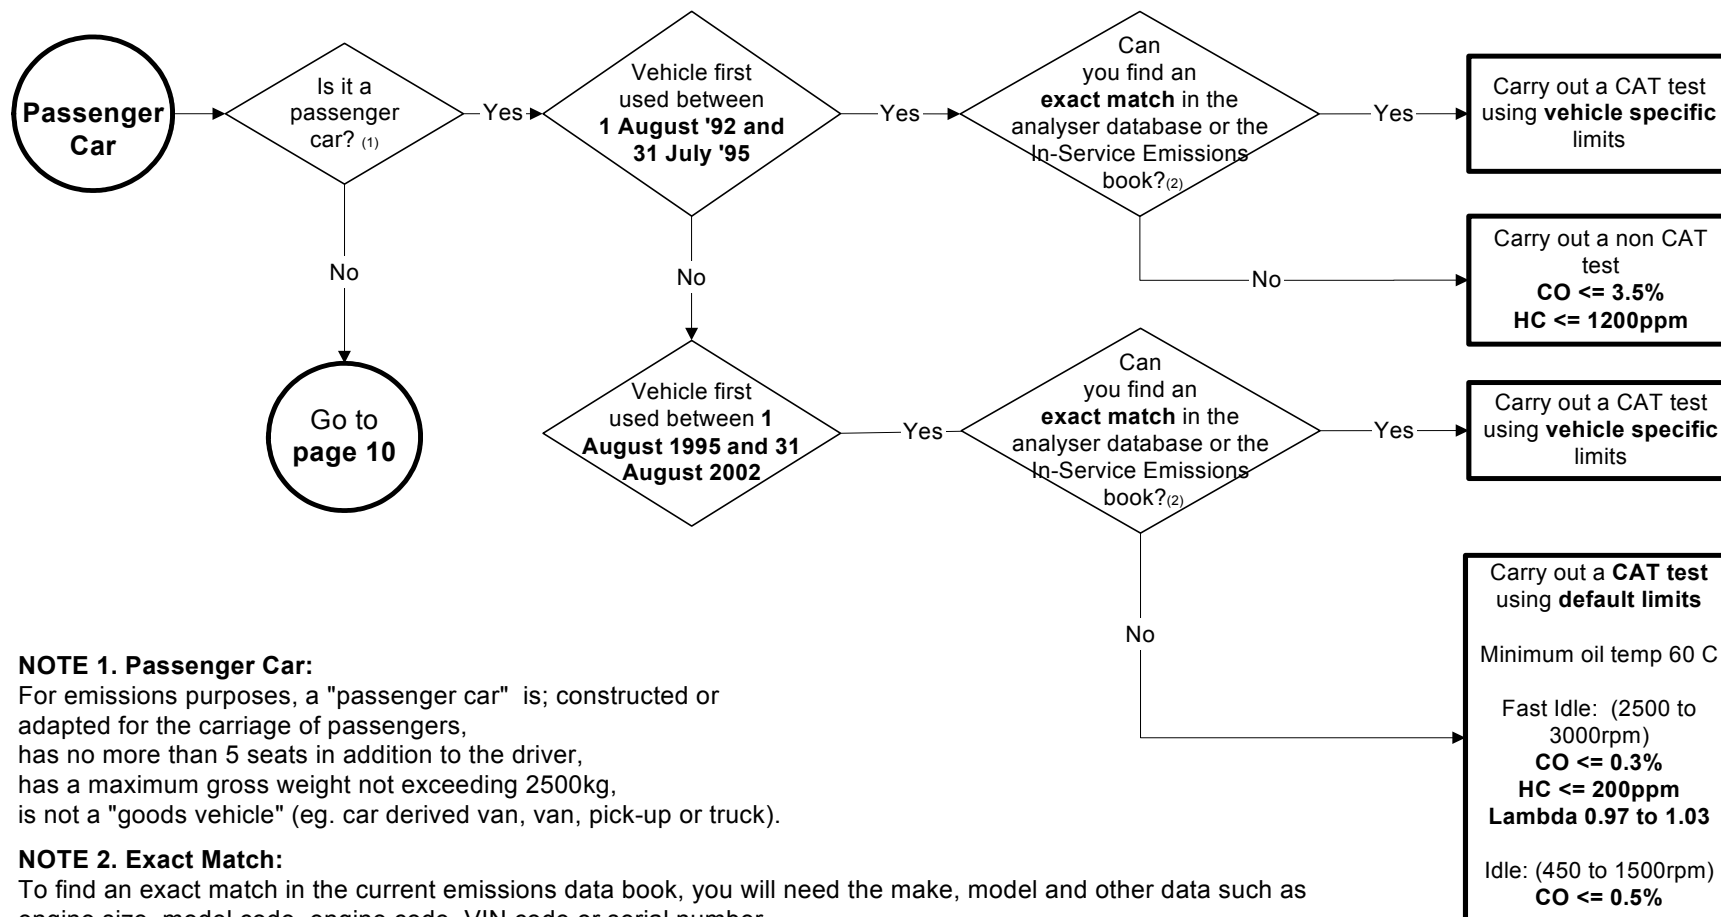 Passenger
Car
Is it a
passenger
car? (1)
Yes
Vehicle first
used between
1 August '92 and
31 July '95
Yes
Can
you find an
exact match in the
analyser database or the
In-Service Emissions
book?(2)
Yes
Carry out a CAT test
using vehicle specific
limits
No
Carry out a non CAT
test
CO <= 3.5%
HC <= 1200ppm
No
Go to
page 10
No
Vehicle first
used between 1
August 1995 and 31
August 2002
Yes
Can
you find an
exact match in the
analyser database or the
In-Service Emissions
book?(2)
Yes
Carry out a CAT test
using vehicle specific
limits
No
Carry out a CAT test
using default limits
Minimum oil temp 60 C
Fast Idle: (2500 to
3000rpm)
CO <= 0.3%
HC <= 200ppm
Lambda 0.97 to 1.03
Idle: (450 to 1500rpm)
CO <= 0.5%
NOTE 1. Passenger Car:
For emissions purposes, a "passenger car" is; constructed or
adapted for the carriage of passengers,
has no more than 5 seats in addition to the driver,
has a maximum gross weight not exceeding 2500kg,
is not a "goods vehicle" (eg. car derived van, van, pick-up or truck).
NOTE 2. Exact Match:
To find an exact match in the current emissions data book, you will need the make, model and other data such as
engine size, model code, engine code, VIN code or serial number